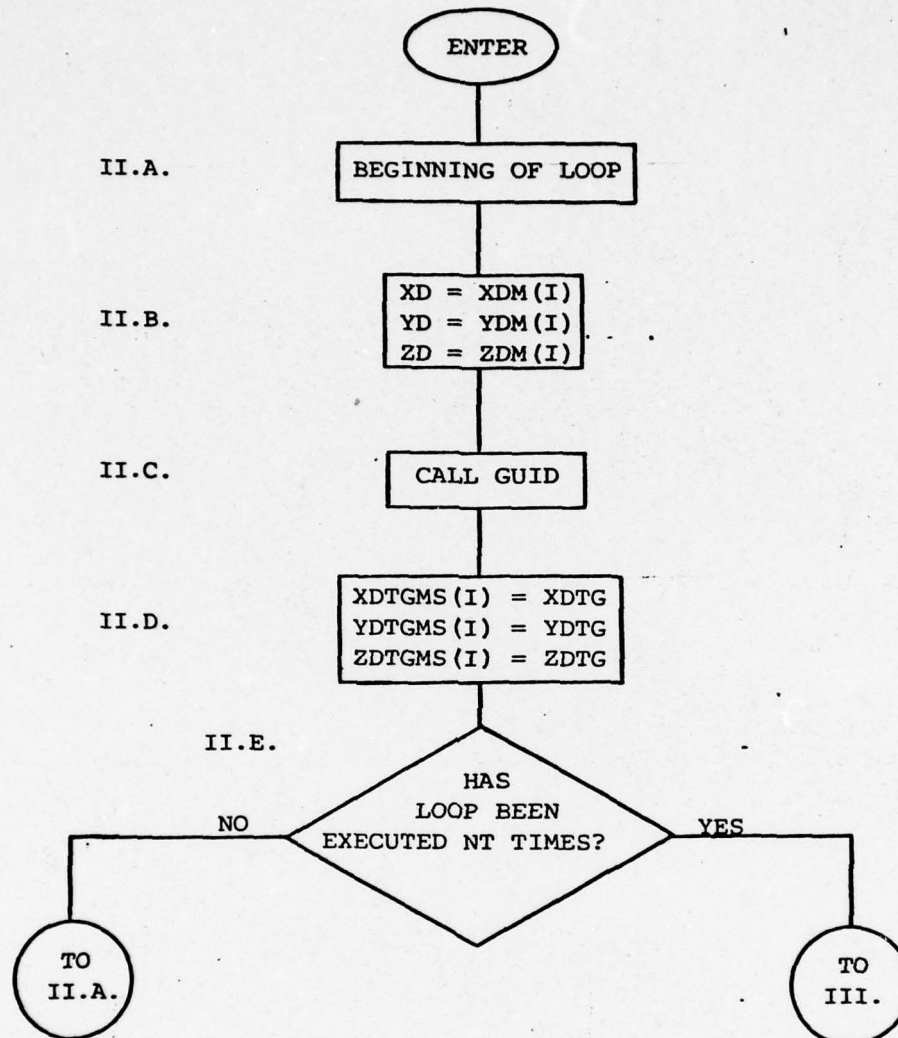 ENTER
II.A.
BEGINNING OF LOOP
II.B.
XD = XDM(I)
YD = YDM(I)
ZD = ZDM(I)
II.C.
CALL GUID
II.D.
XDTGMS(I) = XDTG
YDTGMS(I) = YDTG
ZDTGMS(I) = ZDTG
II.E.
HAS
LOOP BEEN
EXECUTED NT TIMES?
NO
YES
TO
II.A.
TO
III.